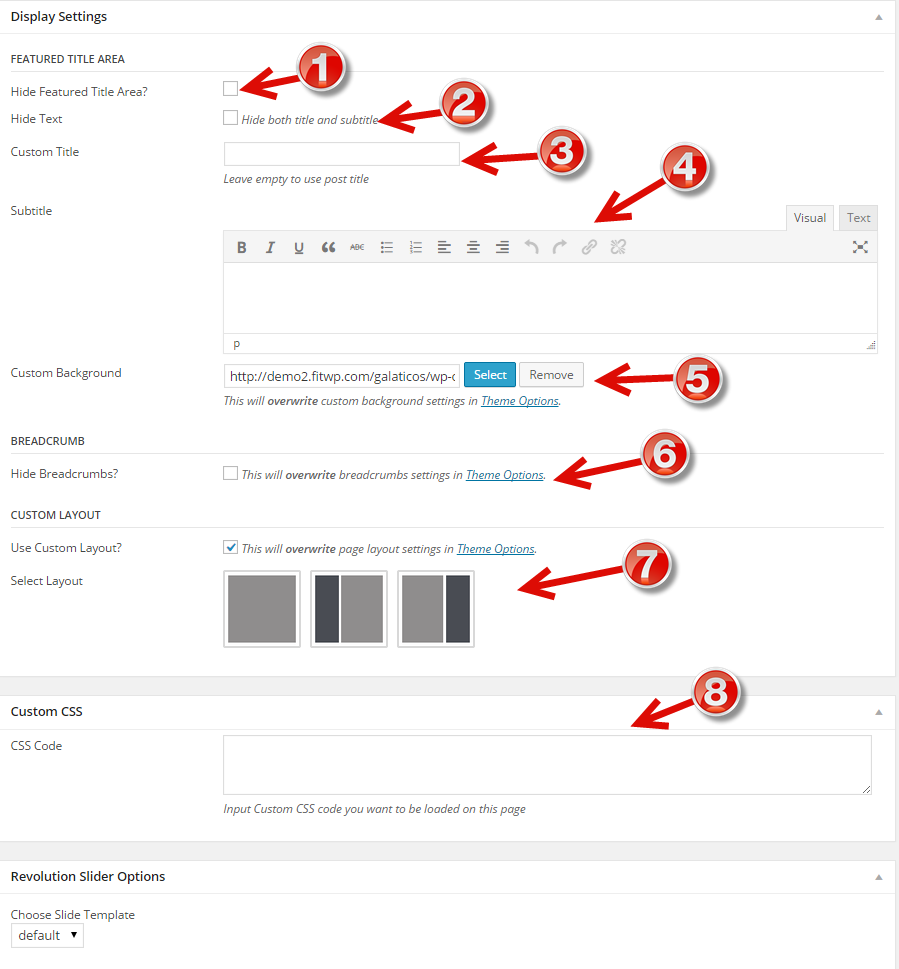 Display Settings
FEATURED TITLE AREA
1
Hide Featured Title Area?
2
Hide Text
Hide both title and subtitle
3
Custom Title
Leave empty to use post title
4
Subtitle
Visual Text
B I U “ ABC
p
Custom Background
http://demo2.fitwp.com/galaticos/wp-c Select Remove
5
This will overwrite custom background settings in Theme Options.
BREADCRUMB
6
Hide Breadcrumbs?
This will overwrite breadcrumbs settings in Theme Options.
CUSTOM LAYOUT
Use Custom Layout?
This will overwrite page layout settings in Theme Options.
7
Select Layout
8
Custom CSS
CSS Code
Input Custom CSS code you want to be loaded on this page
Revolution Slider Options
Choose Slide Template
default